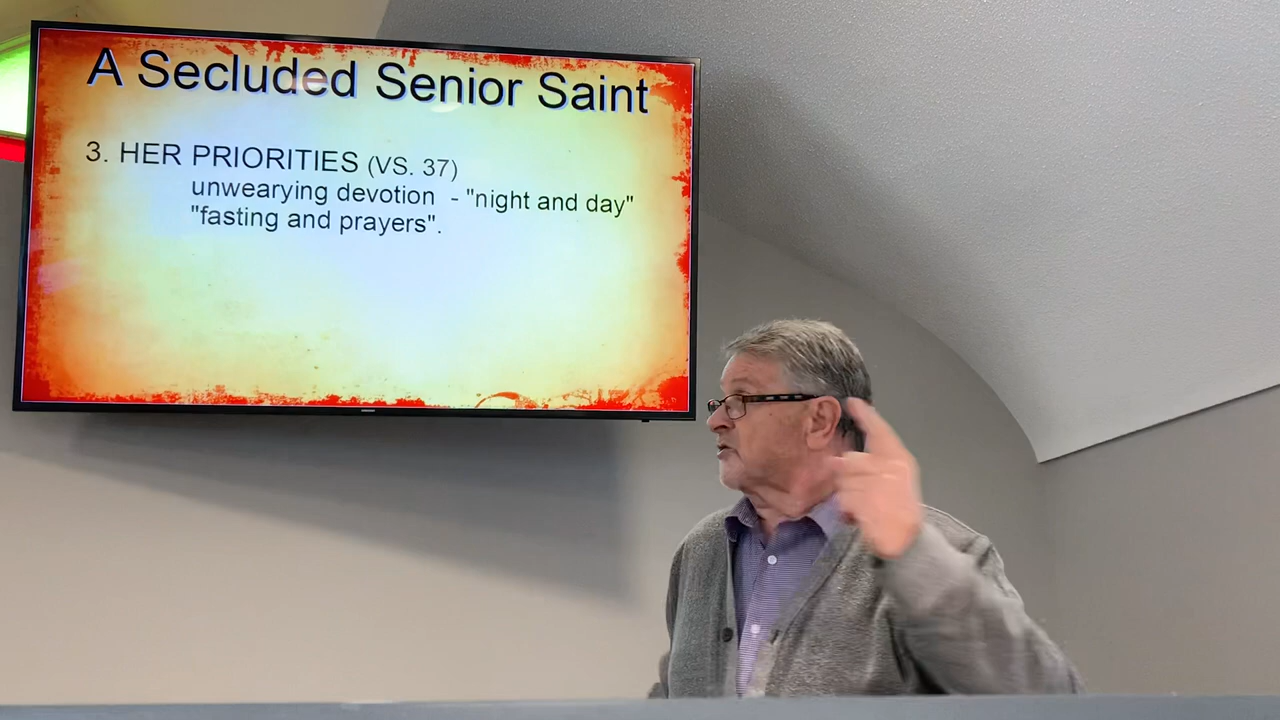 A Secluded Senior Saint
3. HER PRIORITIES (VS. 37)
unwearying devotion - "night and day"
"fasting and prayers".